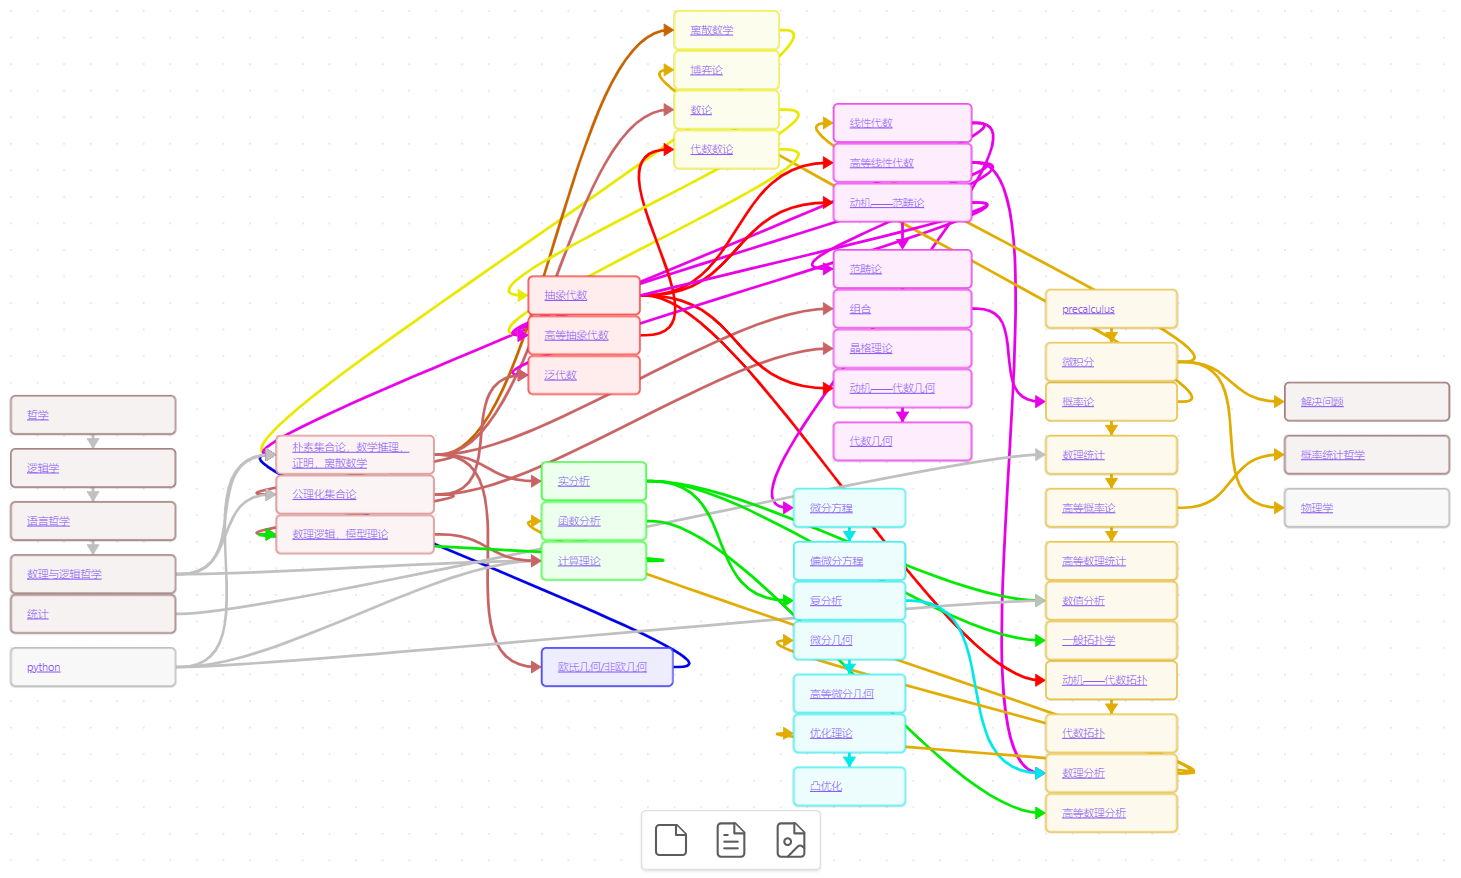 离散数学
博弈论
数论
代数数论
线性代数
高等线性代数
动机——范畴论
范畴论
组合
晶格理论
动机——代数几何
代数几何
抽象代数
高等抽象代数
泛代数
precalculus
微积分
概率论
数理统计
高等概率论
高等数理统计
数值分析
一般拓扑学
动机——代数拓扑
代数拓扑
数理分析
高等数理分析
解决问题
概率统计哲学
物理学
哲学
逻辑学
语言哲学
数理与逻辑哲学
统计
python
朴素集合论、数学推理、
证明、离散数学
公理化集合论
数理逻辑、模型理论
实分析
函数分析
计算理论
欧氏几何/非欧几何
微分方程
偏微分方程
复分析
微分几何
高等微分几何
优化理论
凸优化